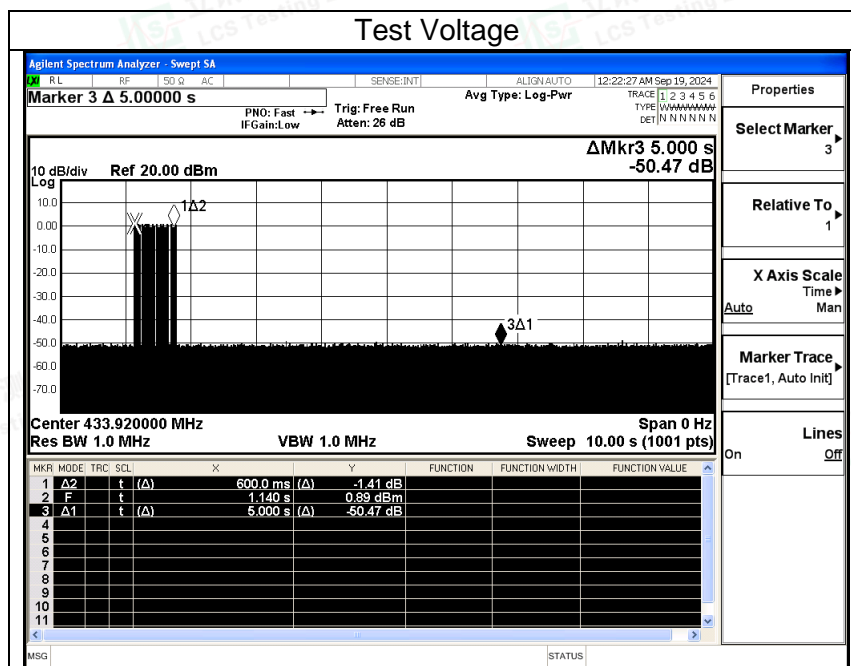 Test Voltage
Agilent Spectrum Analyzer - Swept SA
LXI RL RF 50 Ω AC SENSE:INT ALIGN AUTO 12:22:27 AM Sep 19, 2024
Marker 3 Δ 5.00000 s
PNO: Fast
IFGain:Low
Trig: Free Run
Atten: 26 dB
Avg Type: Log-Pwr
TRACE 1 2 3 4 5 6
TYPE WWWWWW
DET N N N N N N
ΔMkr3 5.000 s
-50.47 dB
10 dB/div Ref 20.00 dBm
Log
10.0
0.00
-10.0
-20.0
-30.0
-40.0
-50.0
-60.0
-70.0
1Δ2
3Δ1
Center 433.920000 MHz Span 0 Hz
Res BW 1.0 MHz VBW 1.0 MHz Sweep 10.00 s (1001 pts)
MKR MODE TRC SCL X Y FUNCTION FUNCTION WIDTH FUNCTION VALUE
1 Δ2 t (Δ) 600.0 ms (Δ) -1.41 dB
2 F t 1.140 s 0.89 dBm
3 Δ1 t (Δ) 5.000 s (Δ) -50.47 dB
4
5
6
7
8
9
10
11
MSG STATUS
Properties
Select Marker
3
Relative To
1
X Axis Scale
Time
Auto Man
Marker Trace
[Trace1, Auto Init]
Lines
On Off
LCS Testing
LCS Testing